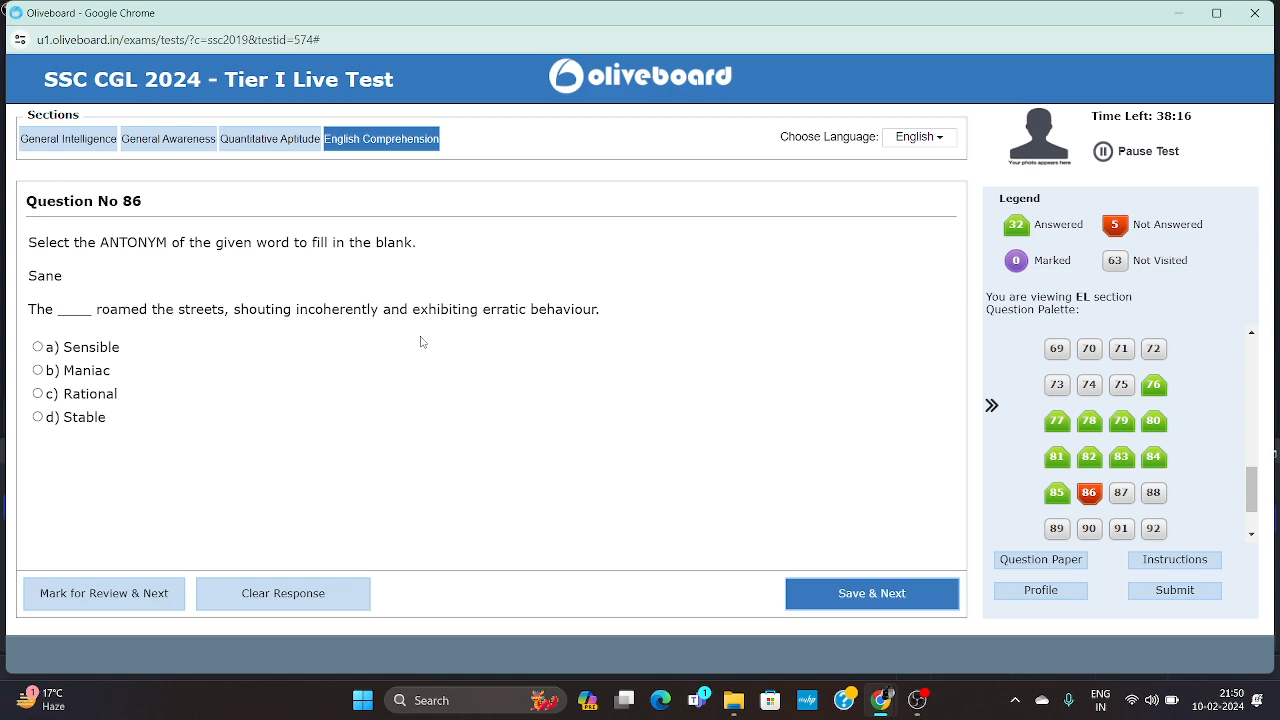 Oliveboard - Google Chrome
u1.oliveboard.in/exams/tests/?c=ssc2019&testid=574#
SSC CGL 2024 - Tier I Live Test
oliveboard
Sections
General Intelligence General Awareness Quantitative Aptitude English Comprehension
Choose Language: English
Your photo appears here
Time Left: 38:16
Pause Test
Question No 86
Select the ANTONYM of the given word to fill in the blank.
Sane
The ____ roamed the streets, shouting incoherently and exhibiting erratic behaviour.
a) Sensible
b) Maniac
c) Rational
d) Stable
Mark for Review & Next Clear Response Save & Next
Legend
32 Answered 5 Not Answered
0 Marked 63 Not Visited
You are viewing EL section
Question Palette:
69 70 71 72
73 74 75 76
77 78 79 80
81 82 83 84
85 86 87 88
89 90 91 92
Question Paper Instructions
Profile Submit
17°C
Haze
Search
ENG
IN
21:50
10-02-2024